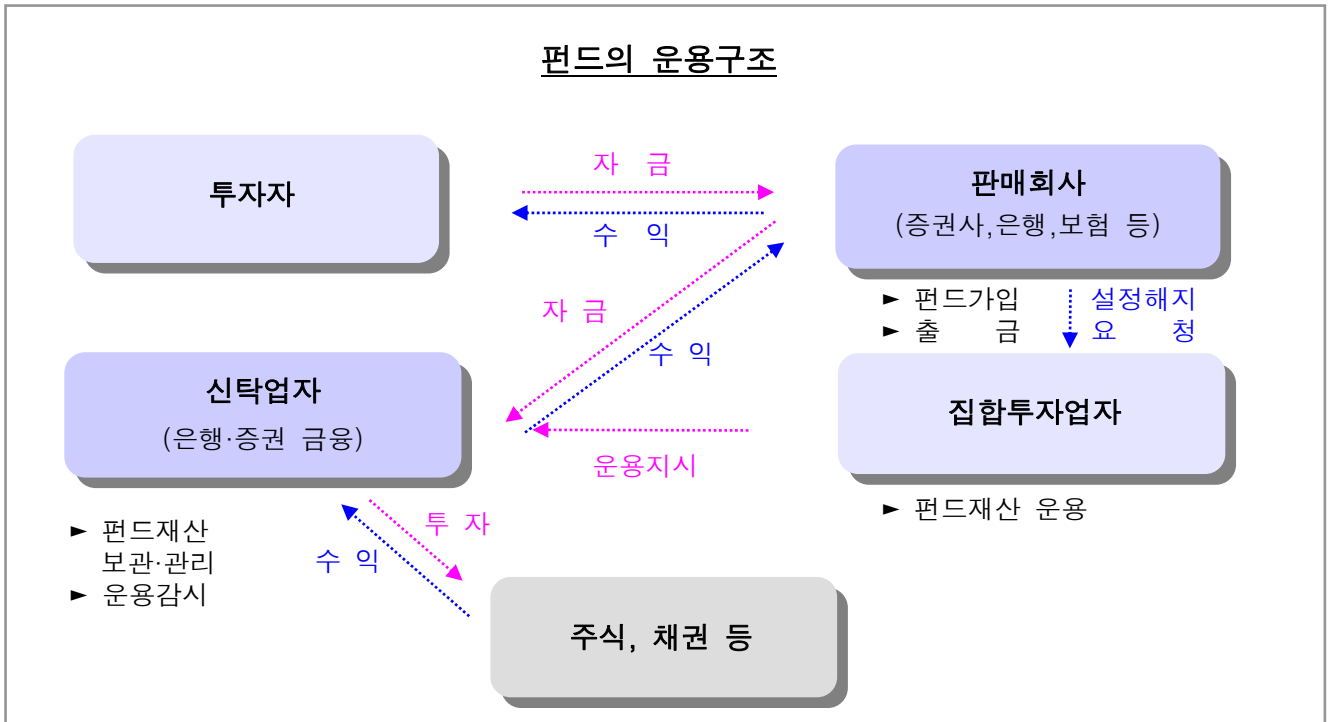 펀드의 운용구조
투자자
자 금
수 익
판매회사
(증권사,은행,보험 등)
► 펀드가입
► 출 금
설정해지
요 청
자 금
수 익
신탁업자
(은행·증권 금융)
집합투자업자
운용지시
► 펀드재산 운용
► 펀드재산
보관·관리
► 운용감시
투 자
수 익
주식, 채권 등